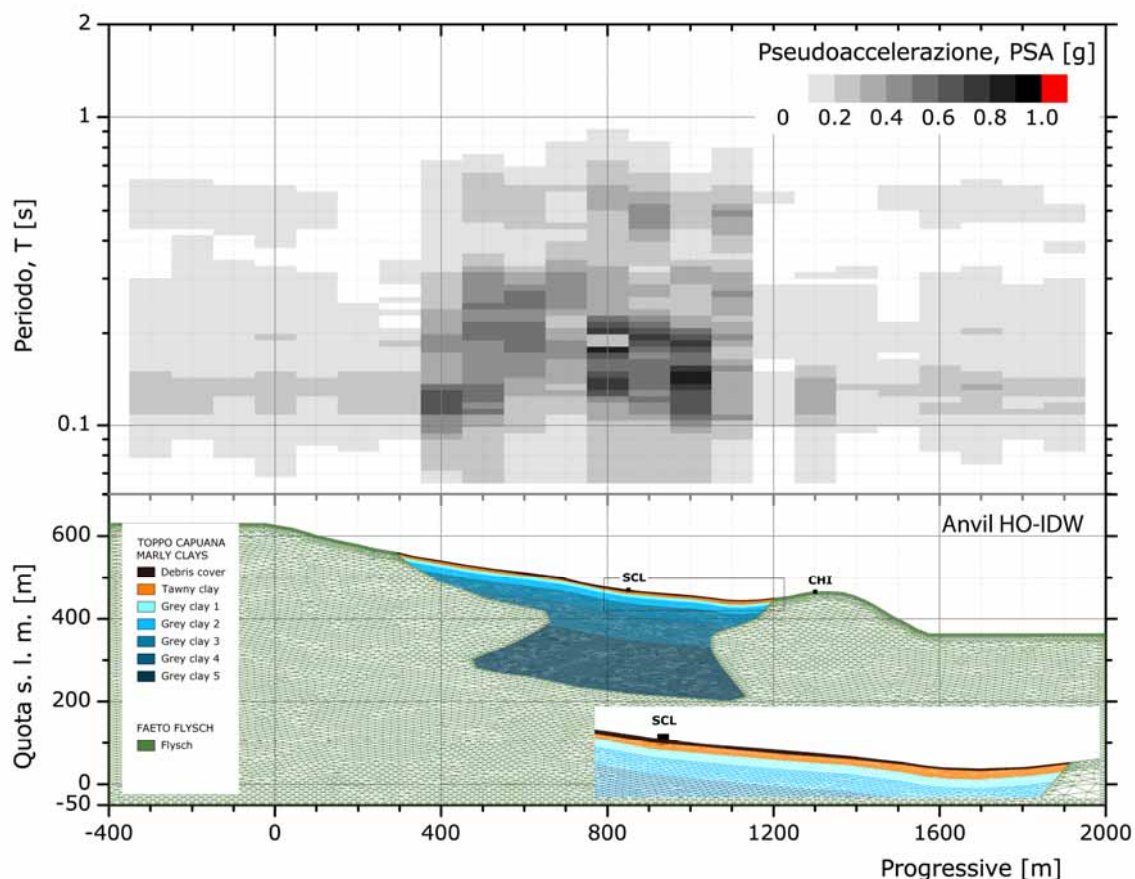 2
Pseudoaccelerazione, PSA [g]
0 0.2 0.4 0.6 0.8 1.0
1
Periodo, T [s]
0.1
Anvil HO-IDW
600
400
200
0
-50
Quota s. l. m. [m]
TOPPO CAPUANA
MARLY CLAYS
Debris cover
Tawny clay
Grey clay 1
Grey clay 2
Grey clay 3
Grey clay 4
Grey clay 5
FAETO FLYSCH
Flysch
SCL
CHI
SCL
-400 0 400 800 1200 1600 2000
Progressive [m]